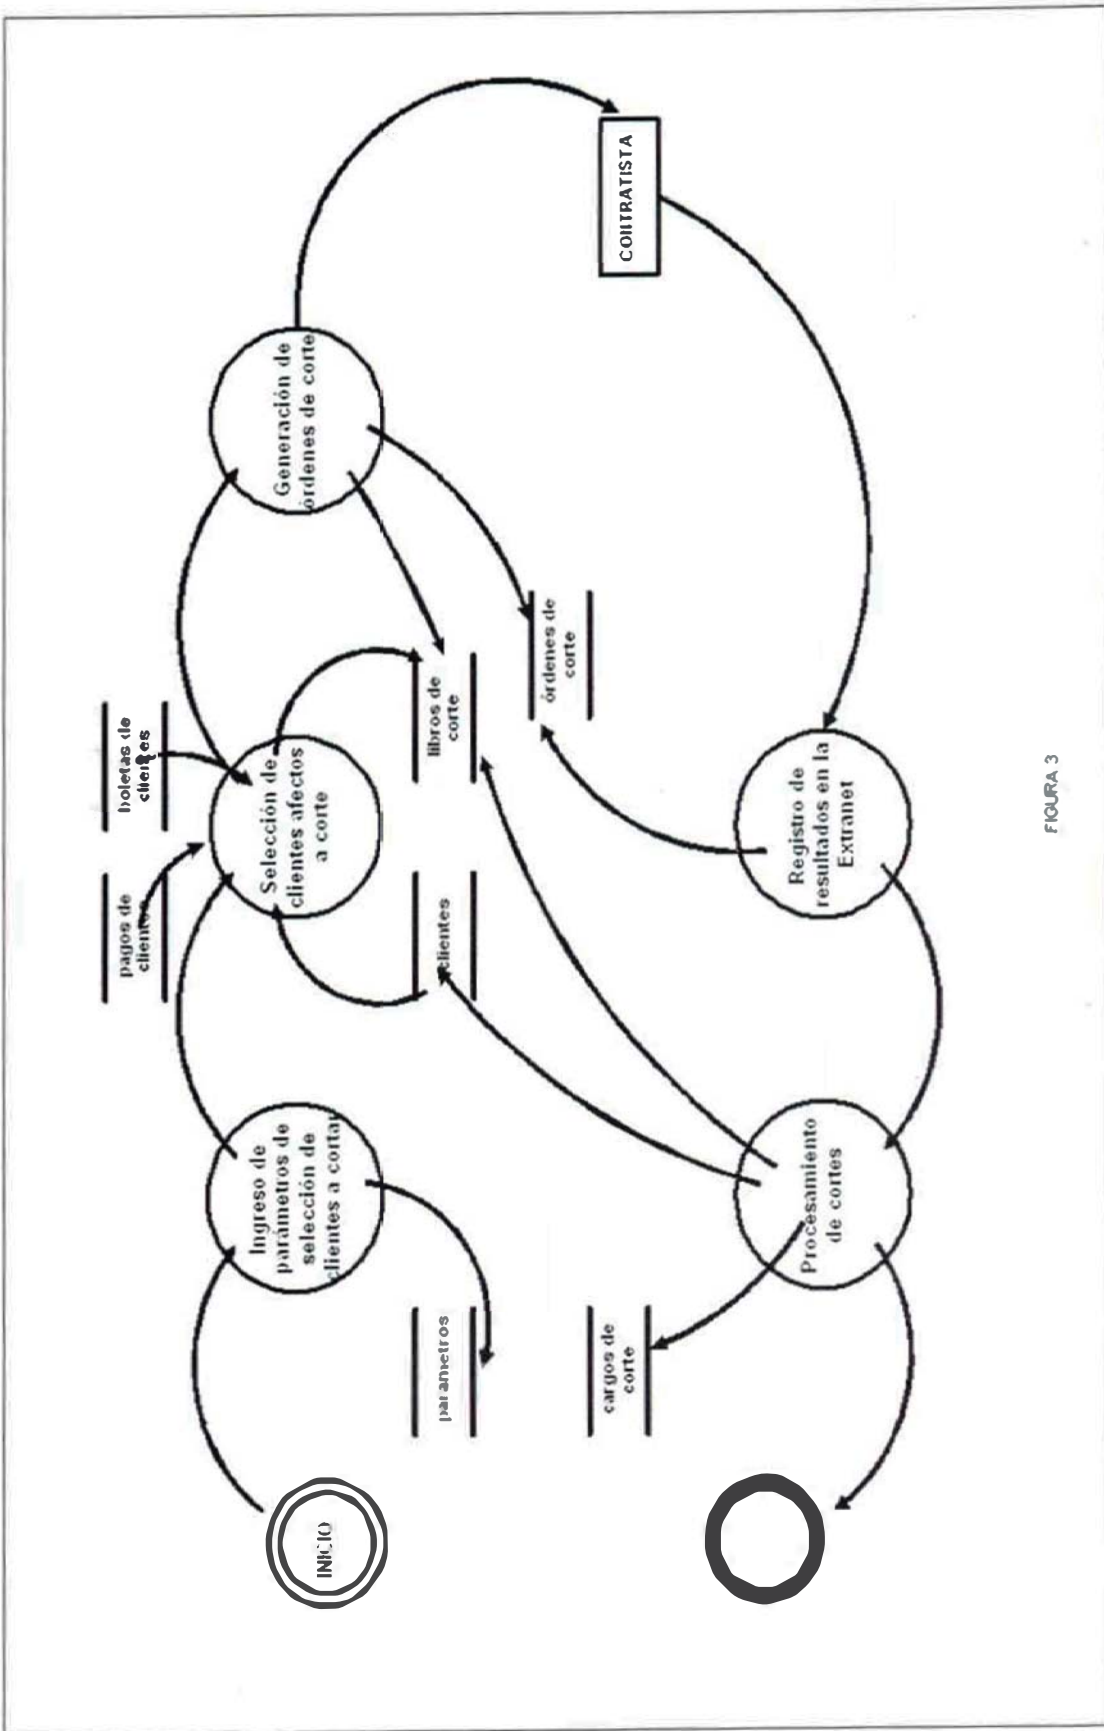 INICIO
Ingreso de
parámetros de
selección de
clientes a cortar
parametros
pagos de
clientes
boletas de
clientes
Selección de
clientes afectos
a corte
clientes
libros de
corte
Generación de
órdenes de corte
órdenes de
corte
CONTRATISTA
Registro de
resultados en la
Extranet
Procesamiento
de cortes
cargos de
corte
FIGURA 3